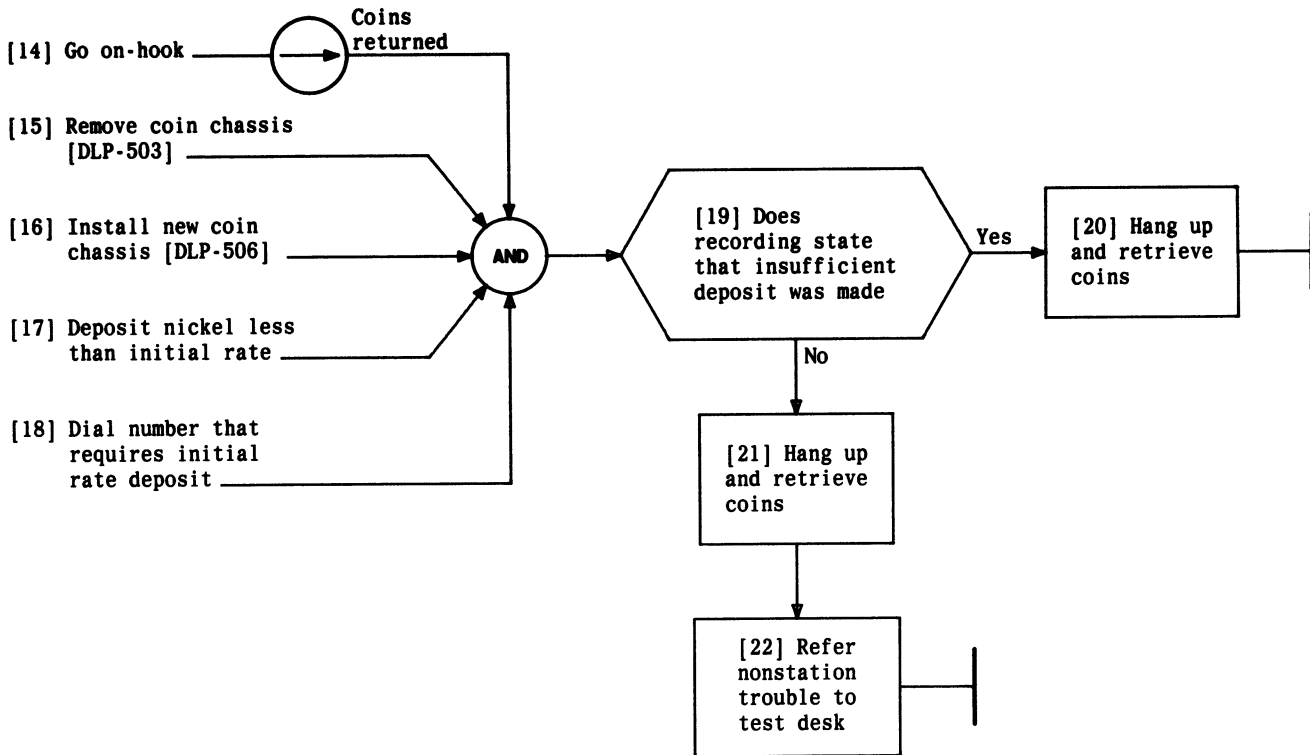 [14] Go on-hook
Coins
returned
[15] Remove coin chassis
[DLP-503]
[16] Install new coin
chassis [DLP-506]
[17] Deposit nickel less
than initial rate
[18] Dial number that
requires initial
rate deposit
AND
[19] Does
recording state
that insufficient
deposit was made
Yes
[20] Hang up
and retrieve
coins
No
[21] Hang up
and retrieve
coins
[22] Refer
nonstation
trouble to
test desk